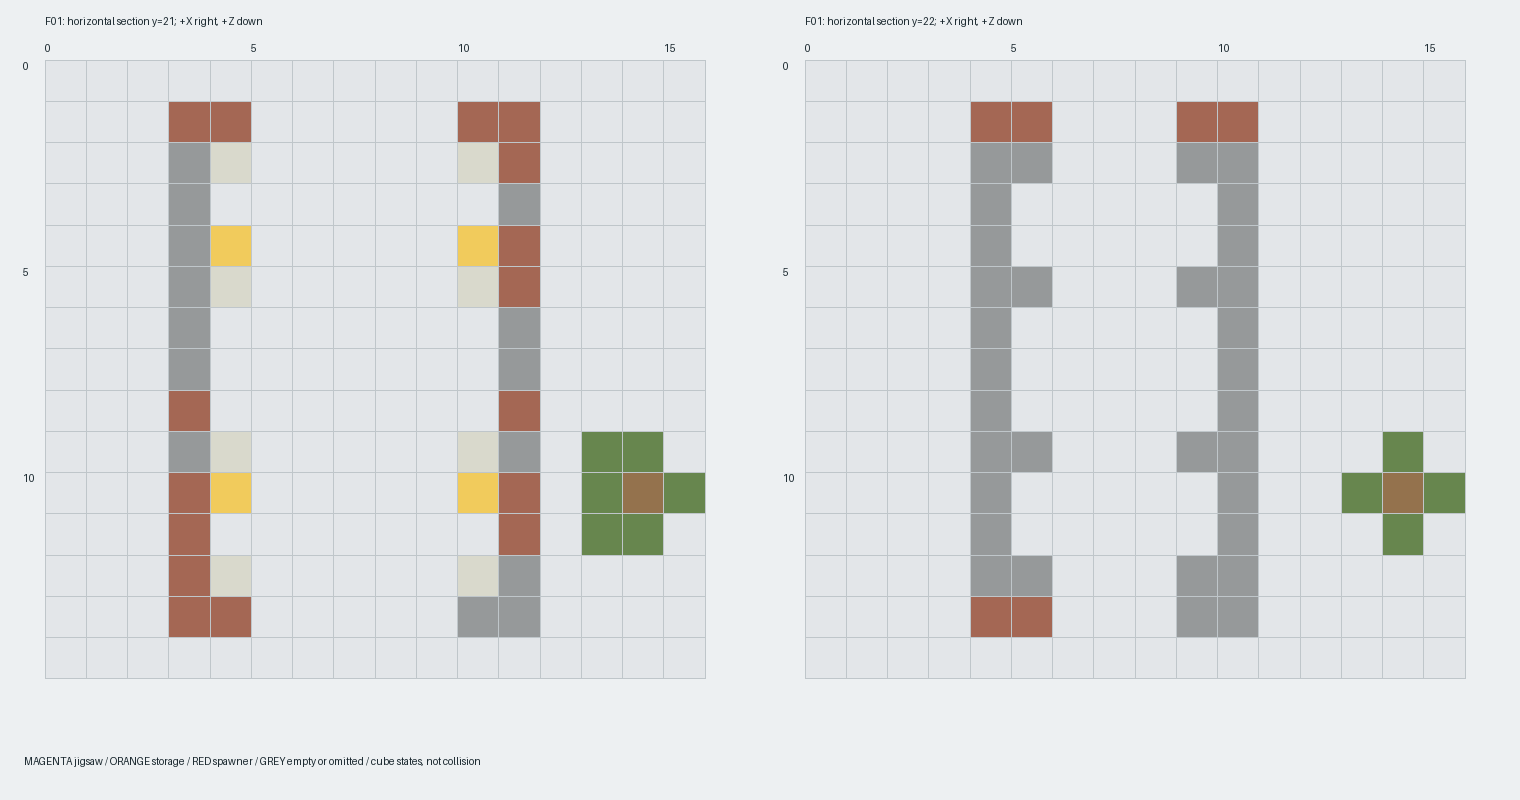 F01: horizontal section y=21; +X right, +Z down
F01: horizontal section y=22; +X right, +Z down
0 5 10 15
0 5 10 15
0
0
5
5
10
10
MAGENTA jigsaw / ORANGE storage / RED spawner / GREY empty or omitted / cube states, not collision